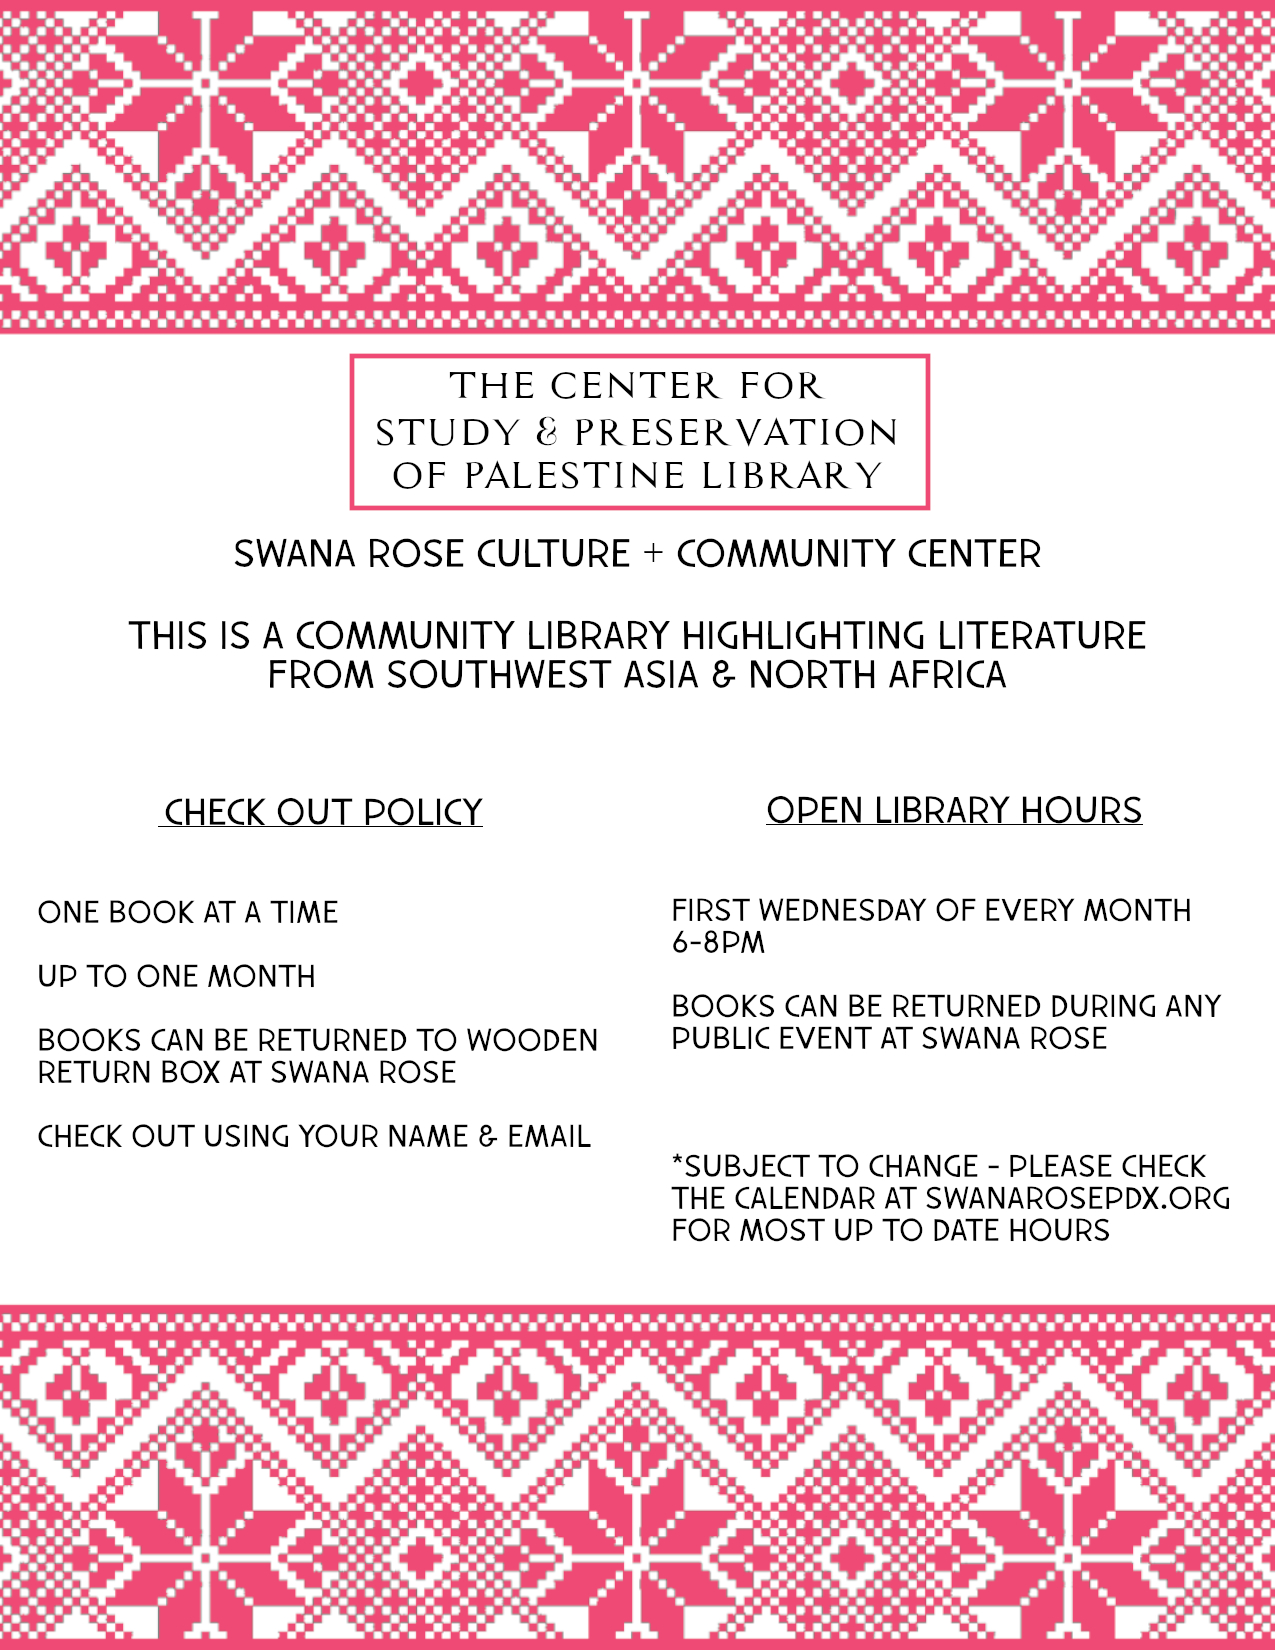 THE CENTER FOR
STUDY & PRESERVATION
OF PALESTINE LIBRARY
SWANA ROSE CULTURE + COMMUNITY CENTER
THIS IS A COMMUNITY LIBRARY HIGHLIGHTING LITERATURE
FROM SOUTHWEST ASIA & NORTH AFRICA
CHECK OUT POLICY
ONE BOOK AT A TIME
UP TO ONE MONTH
BOOKS CAN BE RETURNED TO WOODEN
RETURN BOX AT SWANA ROSE
CHECK OUT USING YOUR NAME & EMAIL
OPEN LIBRARY HOURS
FIRST WEDNESDAY OF EVERY MONTH
6-8PM
BOOKS CAN BE RETURNED DURING ANY
PUBLIC EVENT AT SWANA ROSE
*SUBJECT TO CHANGE - PLEASE CHECK
THE CALENDAR AT SWANAROSEPDX.ORG
FOR MOST UP TO DATE HOURS